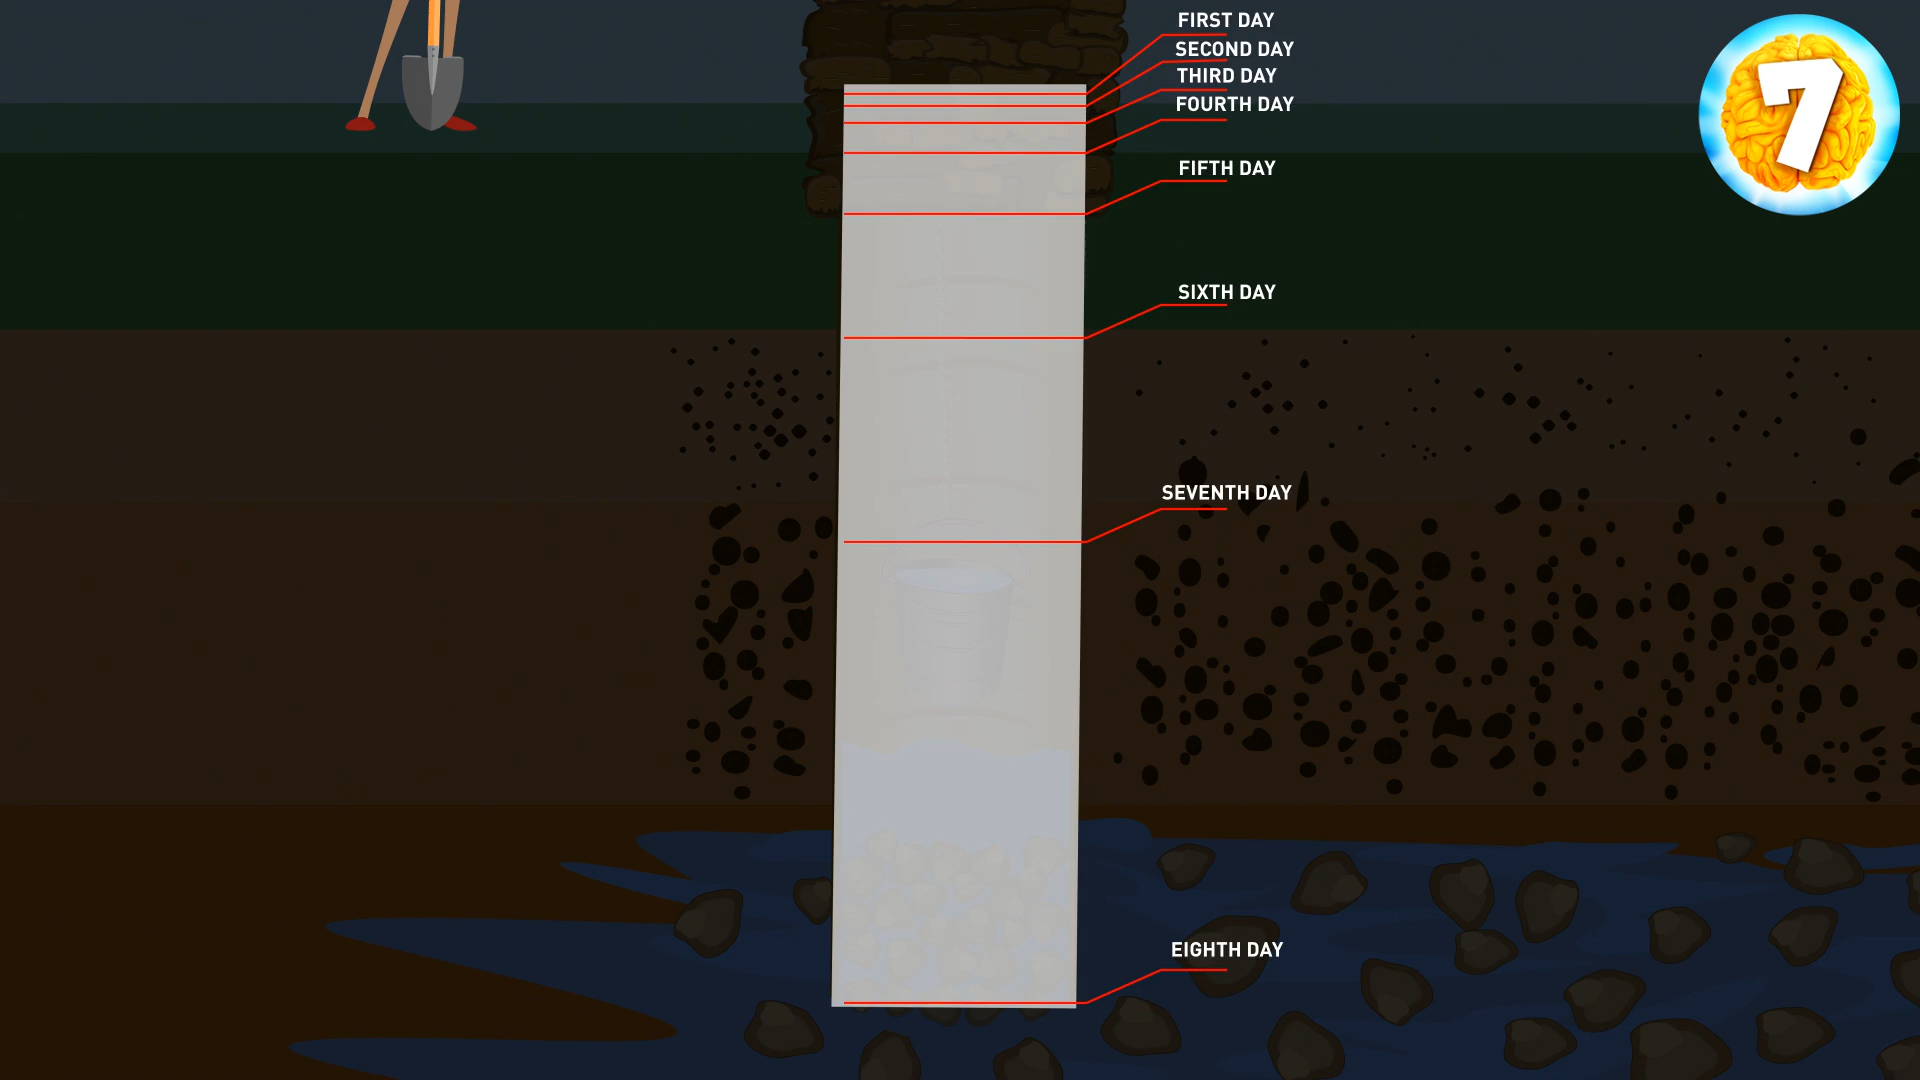 FIRST DAY
SECOND DAY
THIRD DAY
FOURTH DAY
FIFTH DAY
SIXTH DAY
SEVENTH DAY
EIGHTH DAY
7